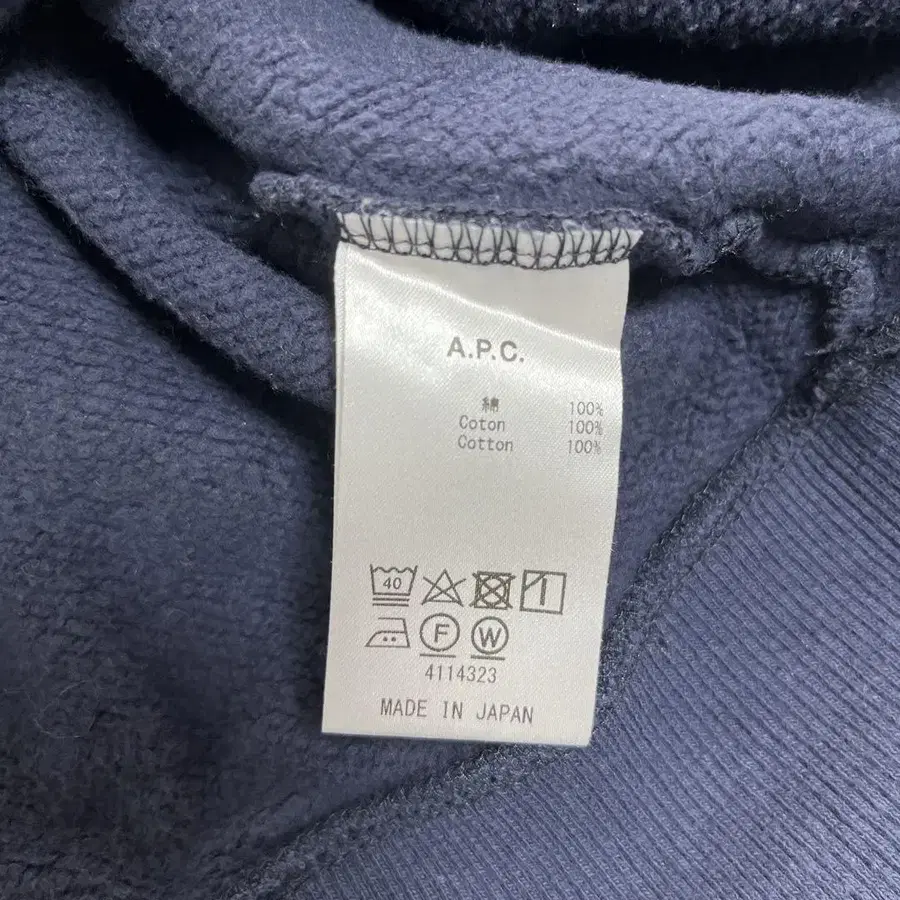 A.P.C.
綿 100%
Coton 100%
Cotton 100%
40
F W
4114323
MADE IN JAPAN